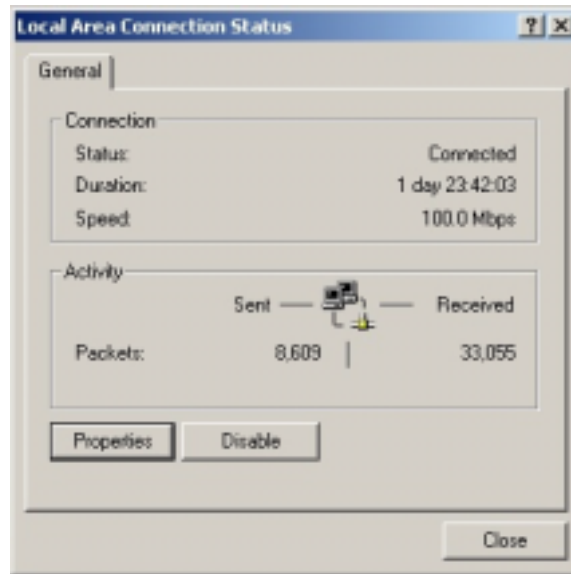 Local Area Connection Status
General
Connection
Status: Connected
Duration: 1 day 23:42:03
Speed: 100.0 Mbps
Activity
Sent Received
Packets: 8,609 33,055
Properties Disable
Close